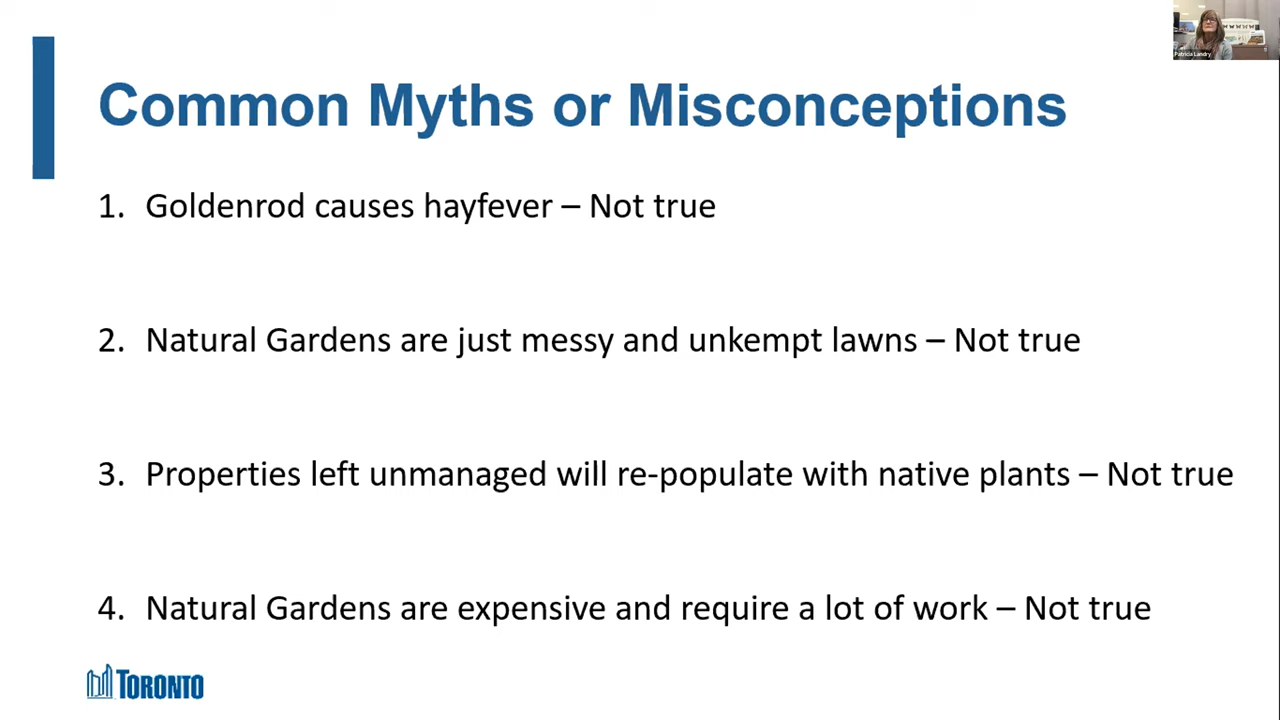 Patricia Landry
Common Myths or Misconceptions
1. Goldenrod causes hayfever – Not true
2. Natural Gardens are just messy and unkempt lawns – Not true
3. Properties left unmanaged will re-populate with native plants – Not true
4. Natural Gardens are expensive and require a lot of work – Not true
TORONTO